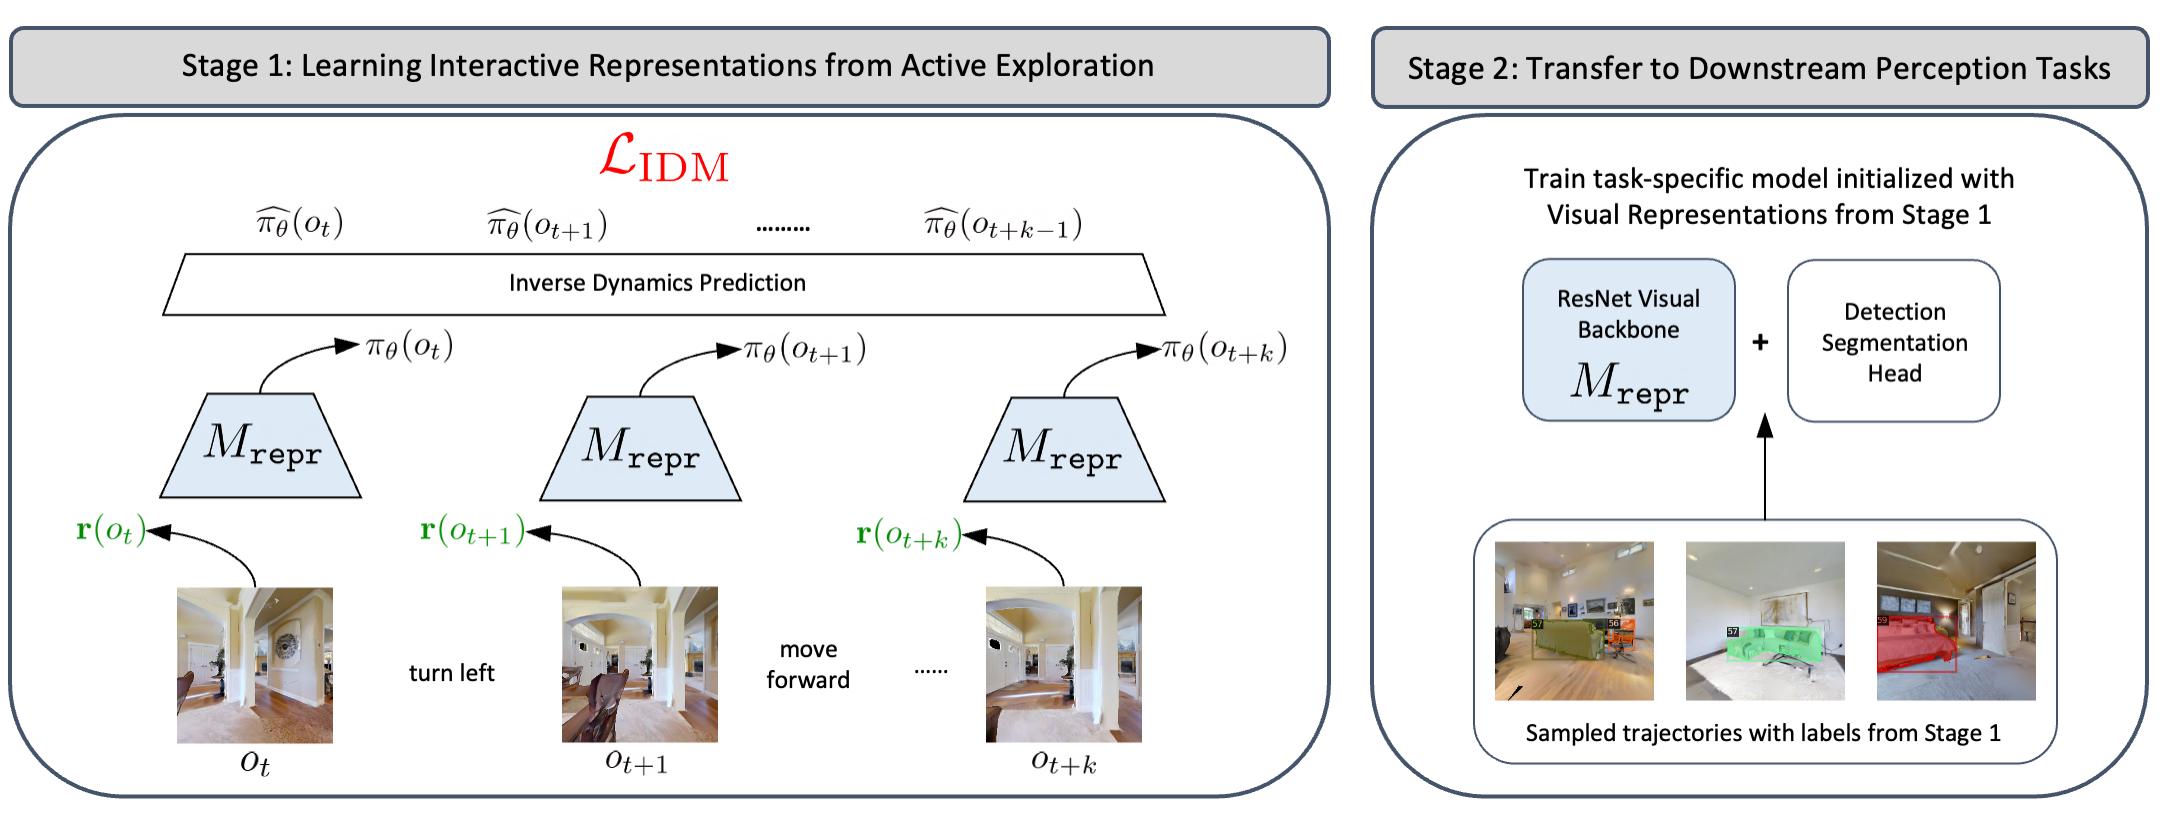 Stage 1: Learning Interactive Representations from Active Exploration
$\mathcal{L}_{\mathrm{IDM}}$
$\widehat{\pi_\theta}(o_t)$ $\widehat{\pi_\theta}(o_{t+1})$ ......... $\widehat{\pi_\theta}(o_{t+k-1})$
Inverse Dynamics Prediction
$\pi_\theta(o_t)$ $\pi_\theta(o_{t+1})$ $\pi_\theta(o_{t+k})$
$M_{\texttt{repr}}$ $M_{\texttt{repr}}$ $M_{\texttt{repr}}$
$\mathbf{r}(o_t)$ $\mathbf{r}(o_{t+1})$ $\mathbf{r}(o_{t+k})$
turn left
move
forward
......
$o_t$ $o_{t+1}$ $o_{t+k}$
Stage 2: Transfer to Downstream Perception Tasks
Train task-specific model initialized with
Visual Representations from Stage 1
ResNet Visual
Backbone
$M_{\texttt{repr}}$
+
Detection
Segmentation
Head
57 56
57
59
Sampled trajectories with labels from Stage 1